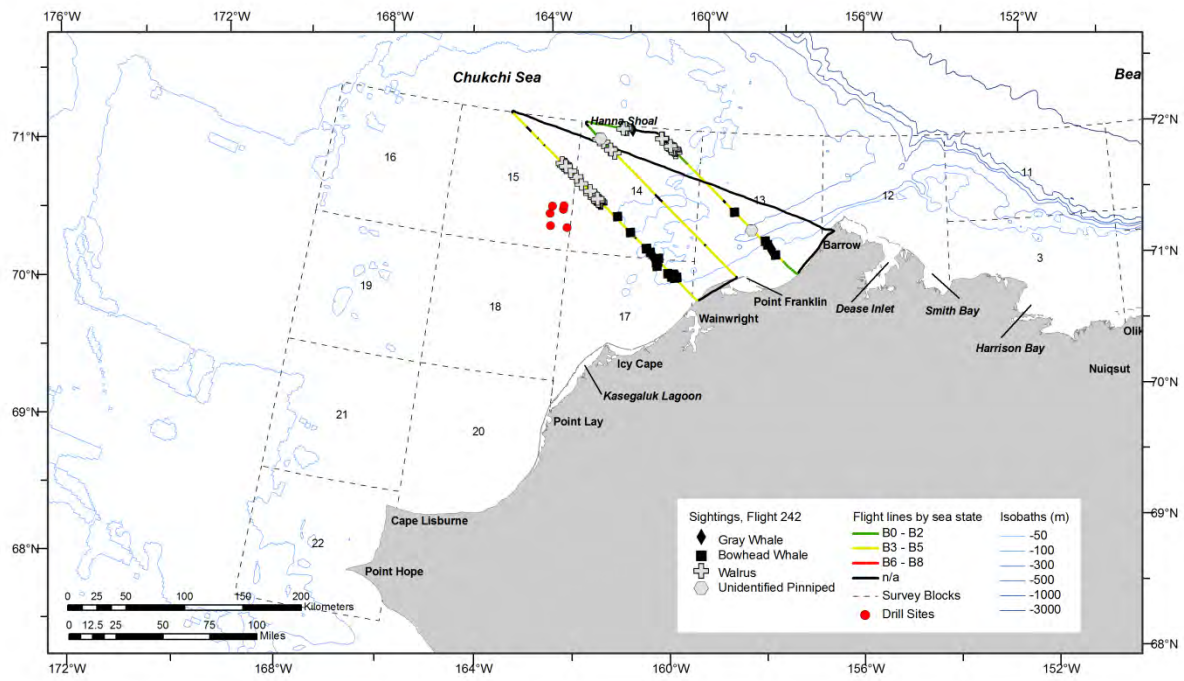 176°W
168°W
164°W
160°W
156°W
152°W
Chukchi Sea
Bea
71°N
72°N
Hanna Shoal
11
16
15
14
13
12
Barrow
3
71°N
70°N
19
18
17
Point Franklin
Dease Inlet
Smith Bay
Wainwright
Harrison Bay
Olik
Icy Cape
Nuiqsut
70°N
Kasegaluk Lagoon
69°N
21
20
Point Lay
Cape Lisburne
69°N
22
68°N
Point Hope
Sightings, Flight 242
Gray Whale
Bowhead Whale
Walrus
Unidentified Pinniped
Flight lines by sea state
B0 - B2
B3 - B5
B6 - B8
n/a
Survey Blocks
Drill Sites
Isobaths (m)
-50
-100
-300
-500
-1000
-3000
0 25 50 100 150 200
Kilometers
0 12.5 25 50 75 100
Miles
68°N
172°W
168°W
164°W
160°W
156°W
152°W